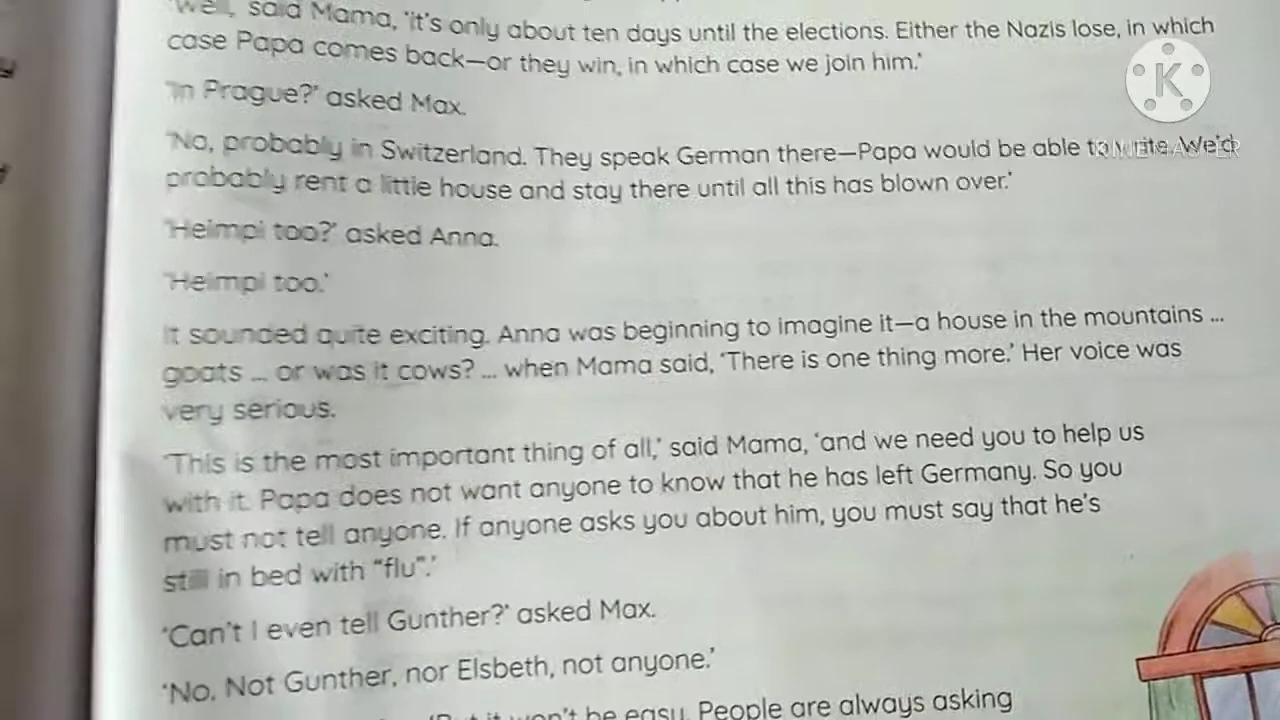 'Well, said Mama, 'it's only about ten days until the elections. Either the Nazis lose, in which
case Papa comes back—or they win, in which case we join him.'
'In Prague?' asked Max.
'No, probably in Switzerland. They speak German there—Papa would be able to write. We'd
probably rent a little house and stay there until all this has blown over.'
'Heimpi too?' asked Anna.
'Heimpi too.'
It sounded quite exciting. Anna was beginning to imagine it—a house in the mountains ...
goats ... or was it cows? ... when Mama said, 'There is one thing more.' Her voice was
very serious.
'This is the most important thing of all,' said Mama, 'and we need you to help us
with it. Papa does not want anyone to know that he has left Germany. So you
must not tell anyone. If anyone asks you about him, you must say that he's
still in bed with "flu".'
'Can't I even tell Gunther?' asked Max.
'No. Not Gunther, nor Elsbeth, not anyone.'
'But it won't be easy. People are always asking
K
KINEMASTER